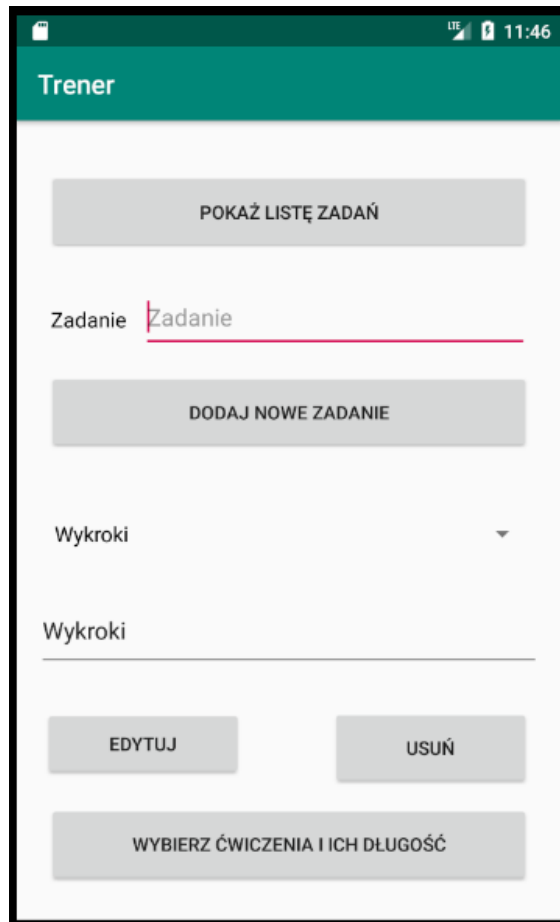 LTE 11:46
Trener
POKAŻ LISTĘ ZADAŃ
Zadanie Zadanie
DODAJ NOWE ZADANIE
Wykroki
Wykroki
EDYTUJ USUŃ
WYBIERZ ĆWICZENIA I ICH DŁUGOŚĆ